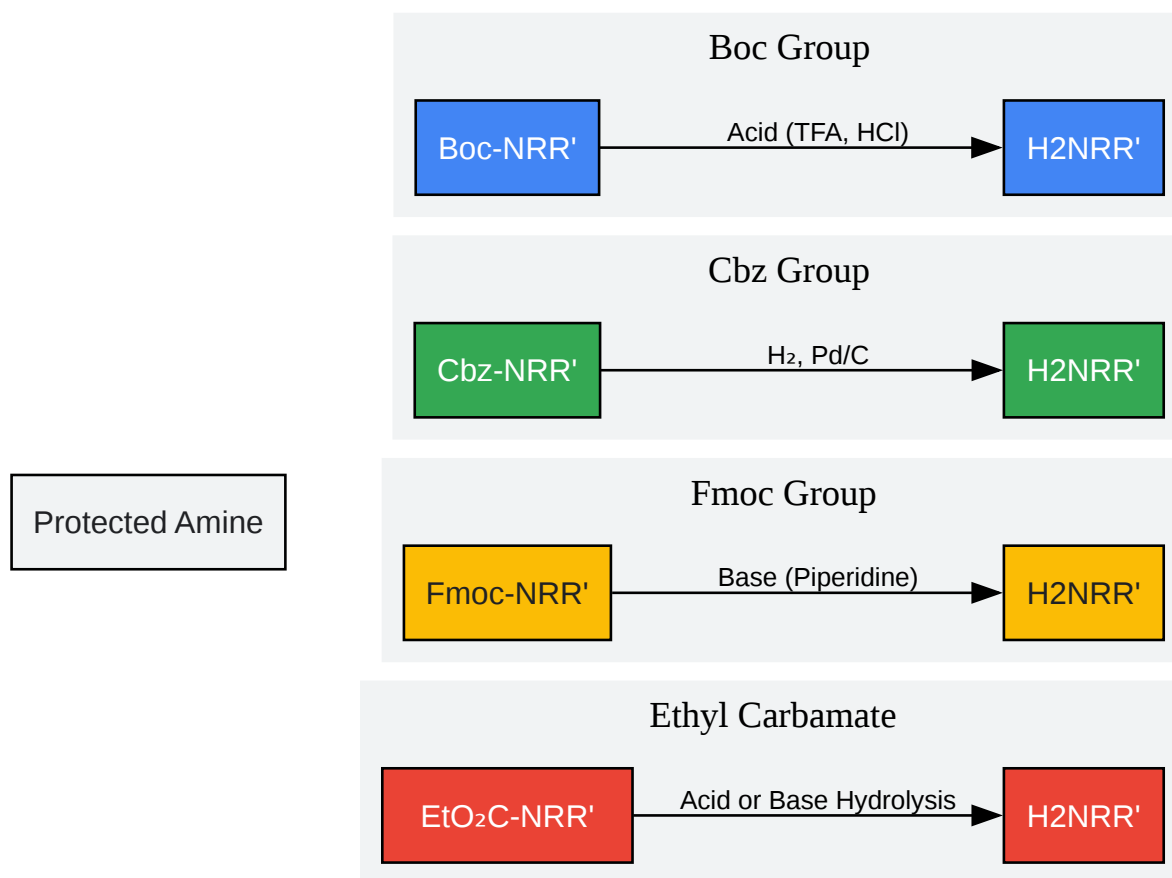 Boc Group
Boc-NRR'
Acid (TFA, HCl)
H2NRR'
Cbz Group
Cbz-NRR'
H₂, Pd/C
H2NRR'
Protected Amine
Fmoc Group
Fmoc-NRR'
Base (Piperidine)
H2NRR'
Ethyl Carbamate
EtO₂C-NRR'
Acid or Base Hydrolysis
H2NRR'